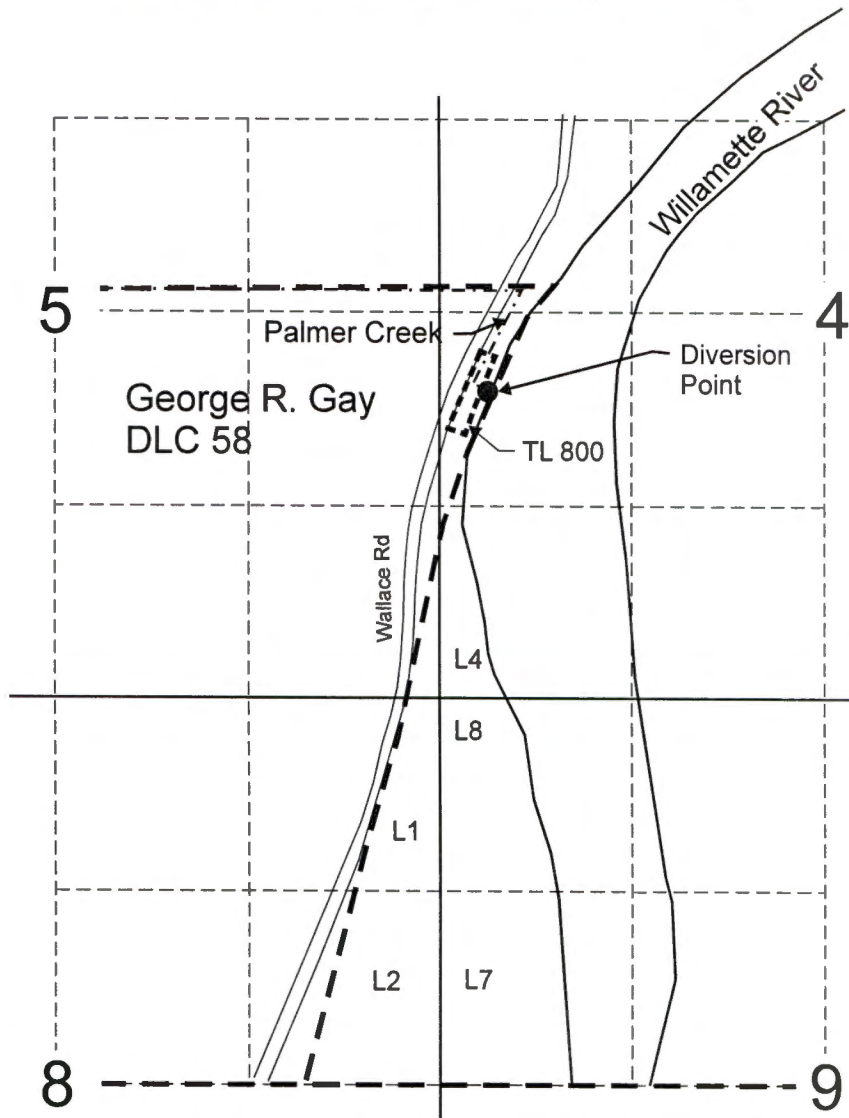 Willamette River
5
4
Palmer Creek
Diversion
Point
George R. Gay
DLC 58
TL 800
Wallace Rd
L4
L8
L1
L2
L7
8
9